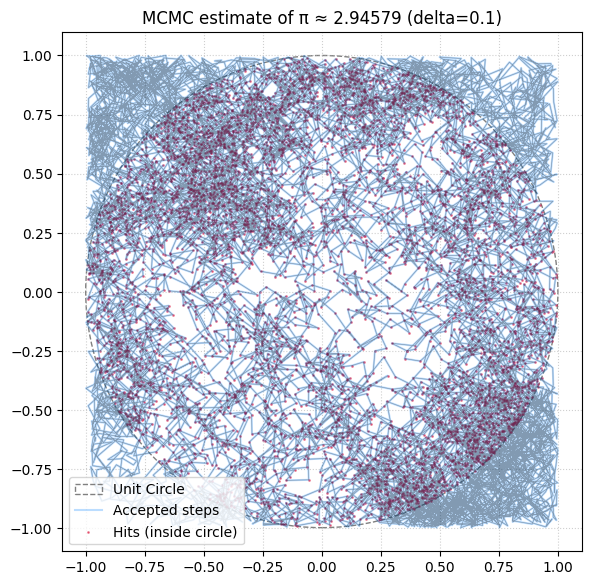 MCMC estimate of π ≈ 2.94579 (delta=0.1)
1.00
0.75
0.50
0.25
0.00
−0.25
−0.50
−0.75
−1.00
Unit Circle
Accepted steps
Hits (inside circle)
−1.00 −0.75 −0.50 −0.25 0.00 0.25 0.50 0.75 1.00